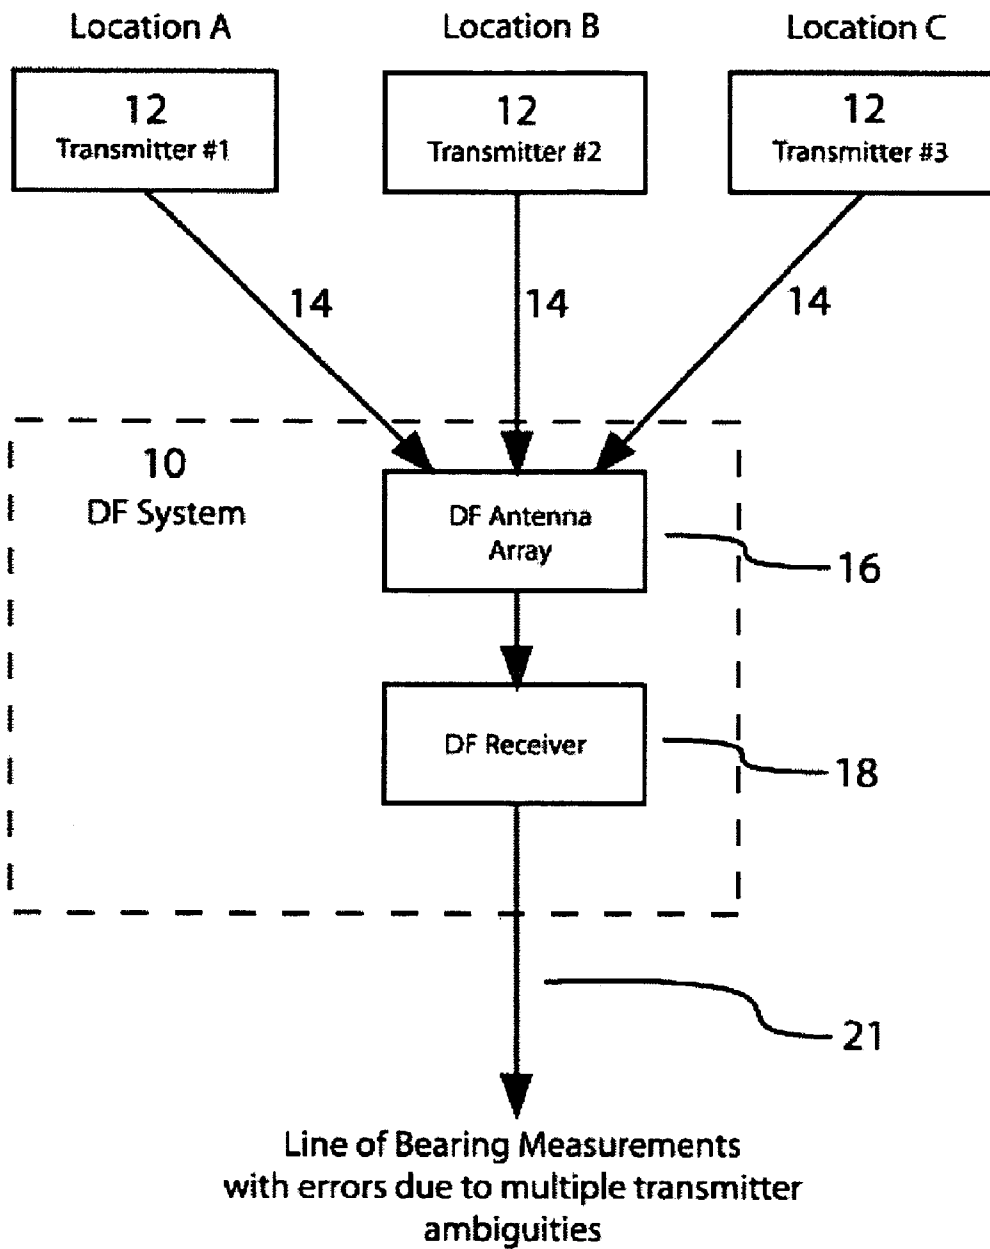 Location A
Location B
Location C
12
Transmitter #1
12
Transmitter #2
12
Transmitter #3
14
14
14
10
DF System
DF Antenna
Array
16
DF Receiver
18
21
Line of Bearing Measurements
with errors due to multiple transmitter
ambiguities